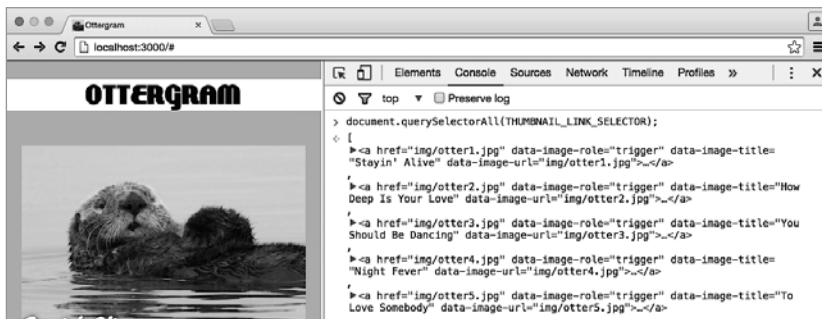 Ottergram
localhost:3000/#
OTTERGRAM
Elements Console Sources Network Timeline Profiles »
top ▼ Preserve log
> document.querySelectorAll(THUMBNAIL_LINK_SELECTOR);
[
▶<a href="img/otter1.jpg" data-image-role="trigger" data-image-title=
"Stayin' Alive" data-image-url="img/otter1.jpg">…</a>
,
▶<a href="img/otter2.jpg" data-image-role="trigger" data-image-title="How
Deep Is Your Love" data-image-url="img/otter2.jpg">…</a>
,
▶<a href="img/otter3.jpg" data-image-role="trigger" data-image-title="You
Should Be Dancing" data-image-url="img/otter3.jpg">…</a>
,
▶<a href="img/otter4.jpg" data-image-role="trigger" data-image-title=
"Night Fever" data-image-url="img/otter4.jpg">…</a>
,
▶<a href="img/otter5.jpg" data-image-role="trigger" data-image-title="To
Love Somebody" data-image-url="img/otter5.jpg">…</a>